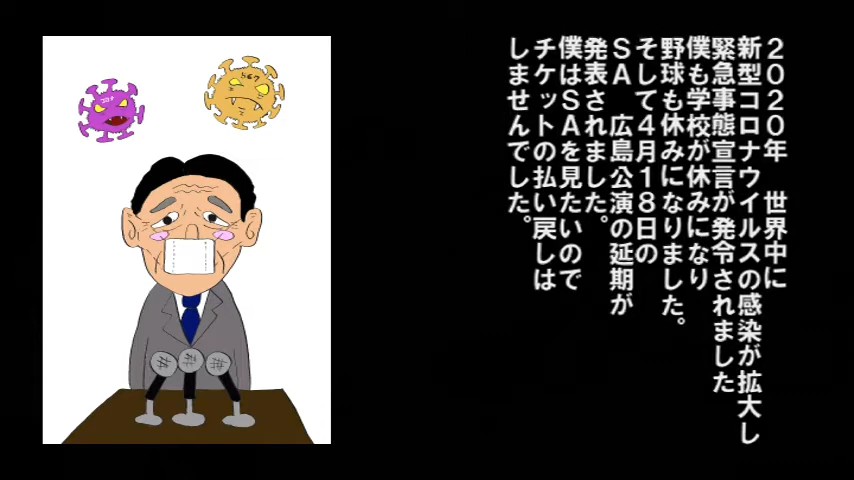 ２０２０年　世界中に
新型コロナウイルスの感染が拡大し
緊急事態宣言が発令されました
僕も学校が休みになり
野球も休みになりました。
そして４月１８日の
ＳＡ　広島公演の延期が
発表されました。
僕はＳＡを見たいので
チケットの払い戻しは
しませんでした。